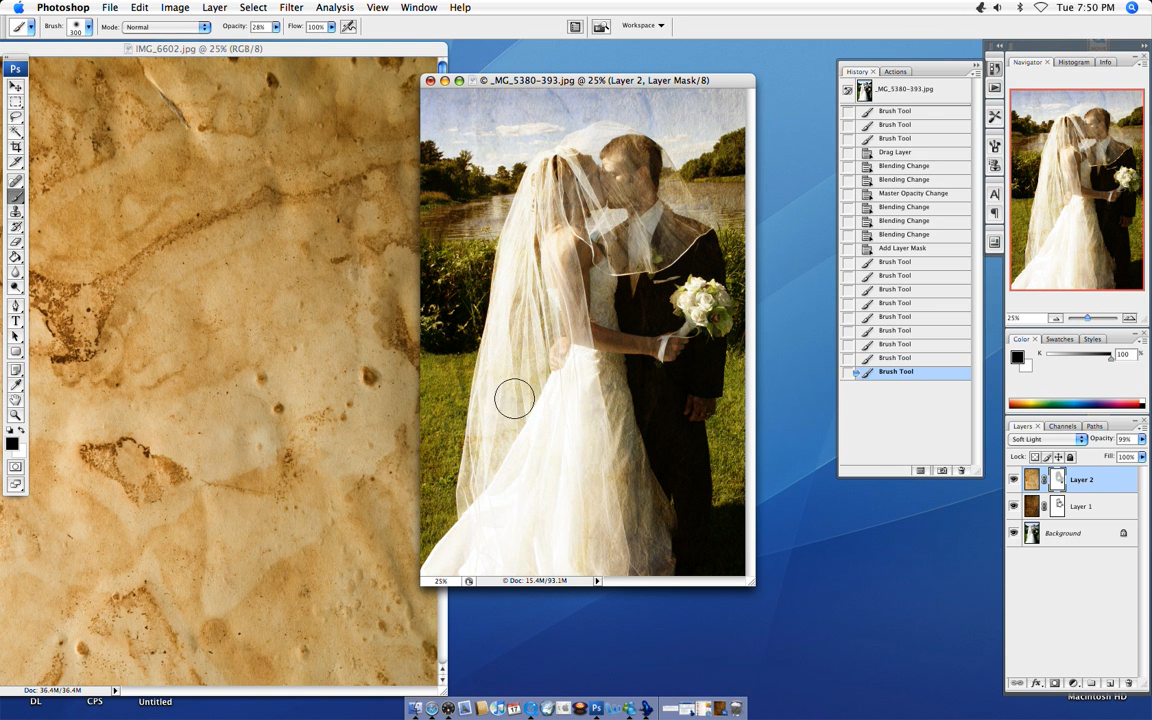 Photoshop File Edit Image Layer Select Filter Analysis View Window Help Tue 7:50 PM
Brush: 300 Mode: Normal Opacity: 28% Flow: 100% Workspace
IMG_6602.jpg @ 25% (RGB/8)
Ps
T
Doc: 36.4M/36.4M
© _MG_5380-393.jpg @ 25% (Layer 2, Layer Mask/8)
25% © Doc: 15.4M/93.1M
History × Actions
_MG_5380-393.jpg
Brush Tool
Brush Tool
Brush Tool
Drag Layer
Blending Change
Blending Change
Master Opacity Change
Blending Change
Blending Change
Blending Change
Add Layer Mask
Brush Tool
Brush Tool
Brush Tool
Brush Tool
Brush Tool
Brush Tool
Brush Tool
Brush Tool
Brush Tool
A
Navigator × Histogram Info
25%
Color × Swatches Styles
K 100 %
Layers × Channels Paths
Soft Light Opacity: 99%
Lock: Fill: 100%
Layer 2
Layer 1
Background
DL CPS Untitled Macintosh HD
17 Ps